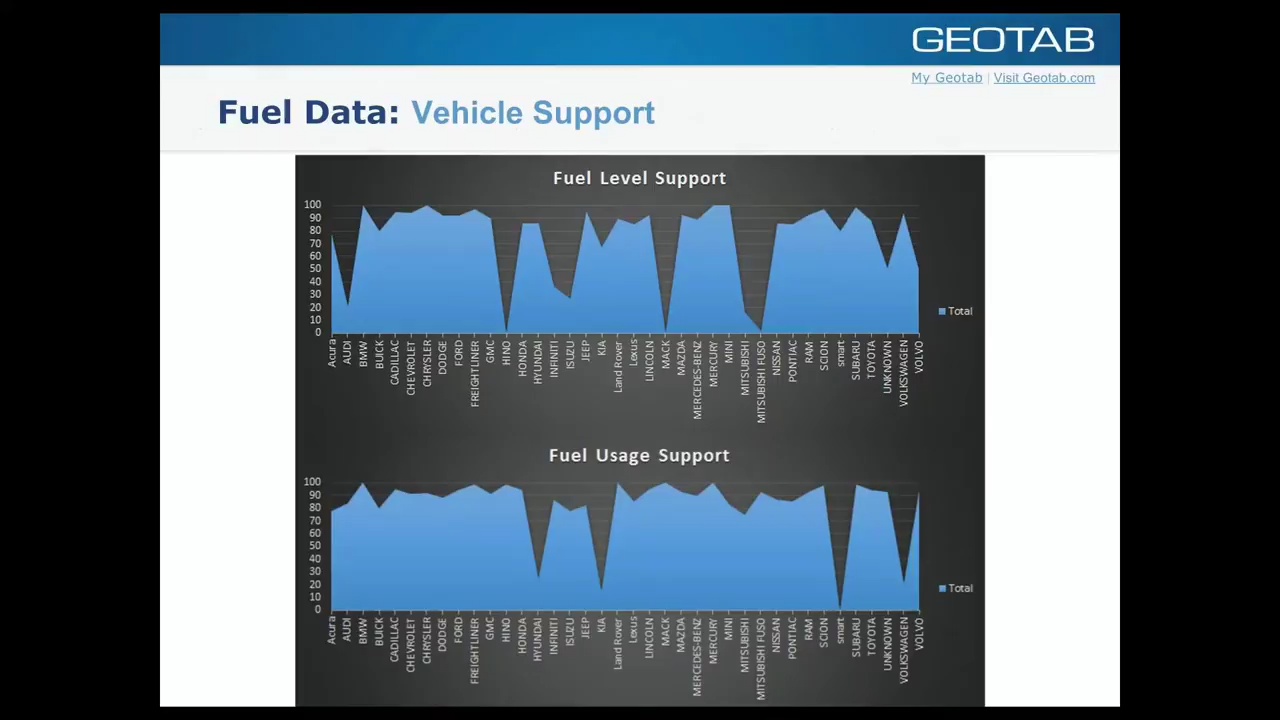 GEOTAB
My Geotab | Visit Geotab.com
Fuel Data: Vehicle Support
Fuel Level Support
100
90
80
70
60
50
40
30
20
10
0
Total
Acura
AUDI
BMW
BUICK
CADILLAC
CHEVROLET
CHRYSLER
DODGE
FORD
FREIGHTLINER
GMC
HINO
HONDA
HYUNDAI
INFINITI
ISUZU
JEEP
KIA
Land Rover
Lexus
LINCOLN
MACK
MAZDA
MERCEDES-BENZ
MERCURY
MINI
MITSUBISHI
MITSUBISHI FUSO
NISSAN
PONTIAC
RAM
SCION
smart
SUBARU
TOYOTA
UNKNOWN
VOLKSWAGEN
VOLVO
Fuel Usage Support
100
90
80
70
60
50
40
30
20
10
0
Total
Acura
AUDI
BMW
BUICK
CADILLAC
CHEVROLET
CHRYSLER
DODGE
FORD
FREIGHTLINER
GMC
HINO
HONDA
HYUNDAI
INFINITI
ISUZU
JEEP
KIA
Land Rover
Lexus
LINCOLN
MACK
MAZDA
MERCEDES-BENZ
MERCURY
MINI
MITSUBISHI
MITSUBISHI FUSO
NISSAN
PONTIAC
RAM
SCION
smart
SUBARU
TOYOTA
UNKNOWN
VOLKSWAGEN
VOLVO